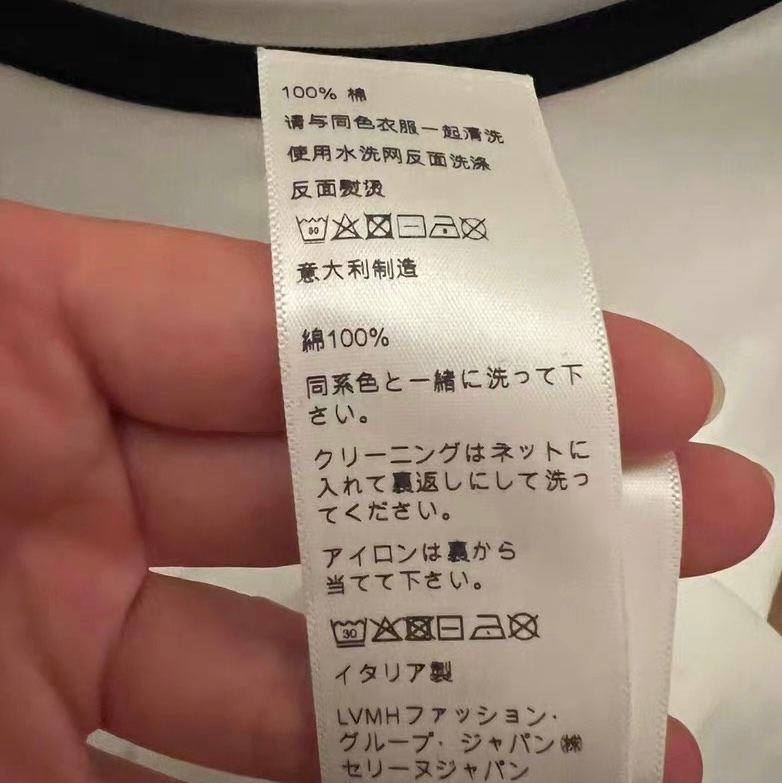 100% 棉
请与同色衣服一起清洗
使用水洗网反面洗涤
反面熨烫
30
意大利制造
綿100%
同系色と一緒に洗って下
さい。
クリーニングはネットに
入れて裏返しにして洗っ
てください。
アイロンは裏から
当てて下さい。
30
イタリア製
LVMHファッション・
グループ・ジャパン㈱
セリーヌジャパン